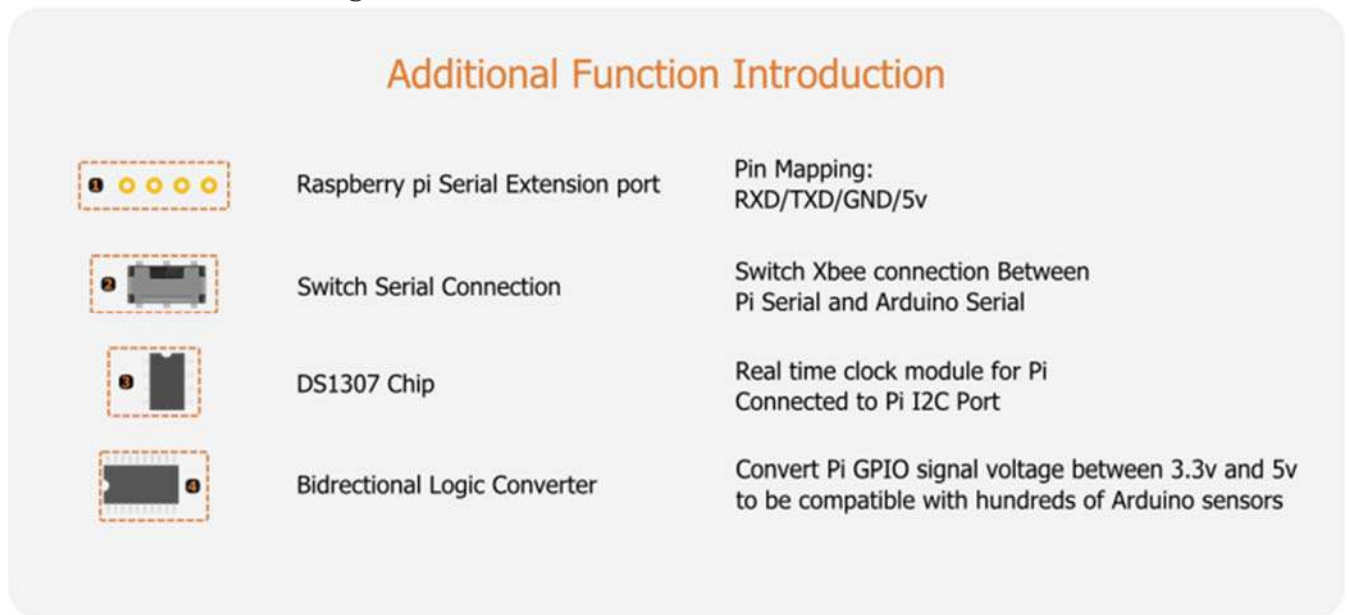 Additional Function Introduction
1
Raspberry pi Serial Extension port
Pin Mapping:
RXD/TXD/GND/5v
2
Switch Serial Connection
Switch Xbee connection Between
Pi Serial and Arduino Serial
3
DS1307 Chip
Real time clock module for Pi
Connected to Pi I2C Port
4
Bidrectional Logic Converter
Convert Pi GPIO signal voltage between 3.3v and 5v
to be compatible with hundreds of Arduino sensors